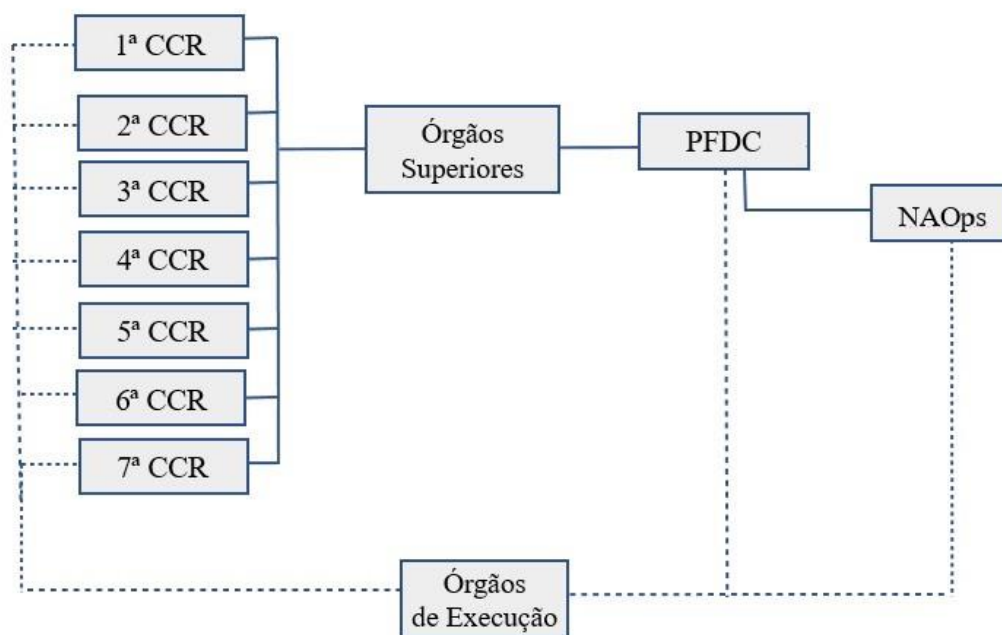 1ª CCR
2ª CCR
3ª CCR
4ª CCR
5ª CCR
6ª CCR
7ª CCR
Órgãos
Superiores
PFDC
NAOps
Órgãos
de Execução